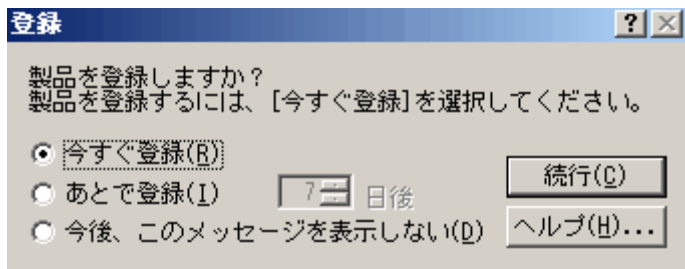 登録
製品を登録しますか?
製品を登録するには、[今すぐ登録]を選択してください。
今すぐ登録(R)
あとで登録(I) 7 日後
今後、このメッセージを表示しない(D)
続行(C)
ヘルプ(H)...